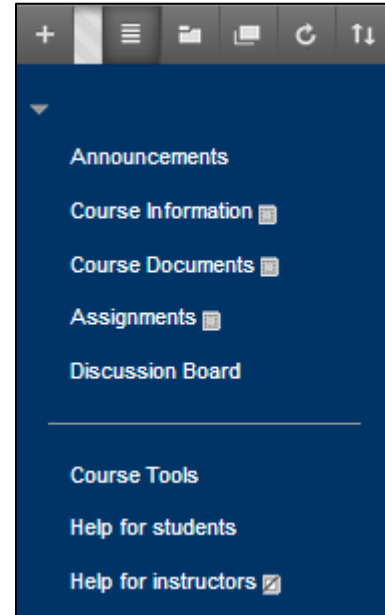 Announcements
Course Information
Course Documents
Assignments
Discussion Board
Course Tools
Help for students
Help for instructors